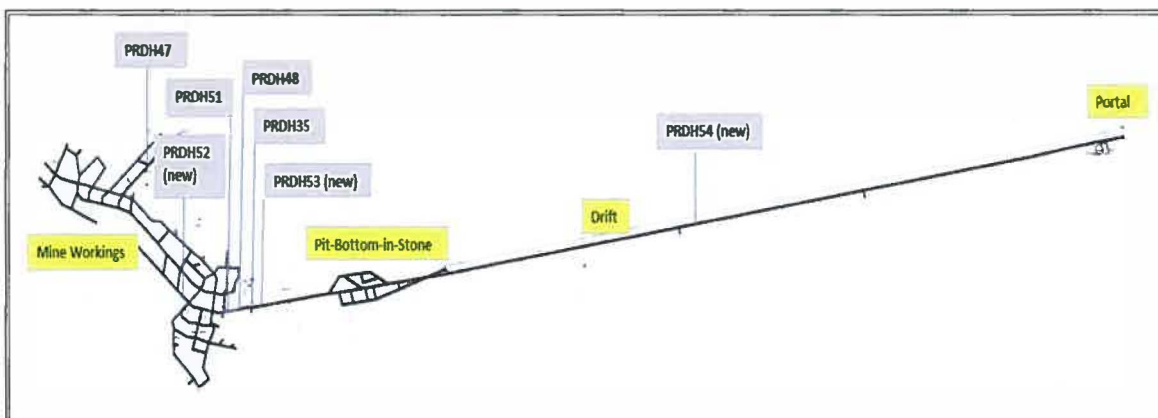 PRDH47
PRDH48
PRDH51
PRDH35
Portal
PRDH54 (new)
PRDH52
(new)
PRDH53 (new)
Drift
Pit-Bottom-in-Stone
Mine Workings